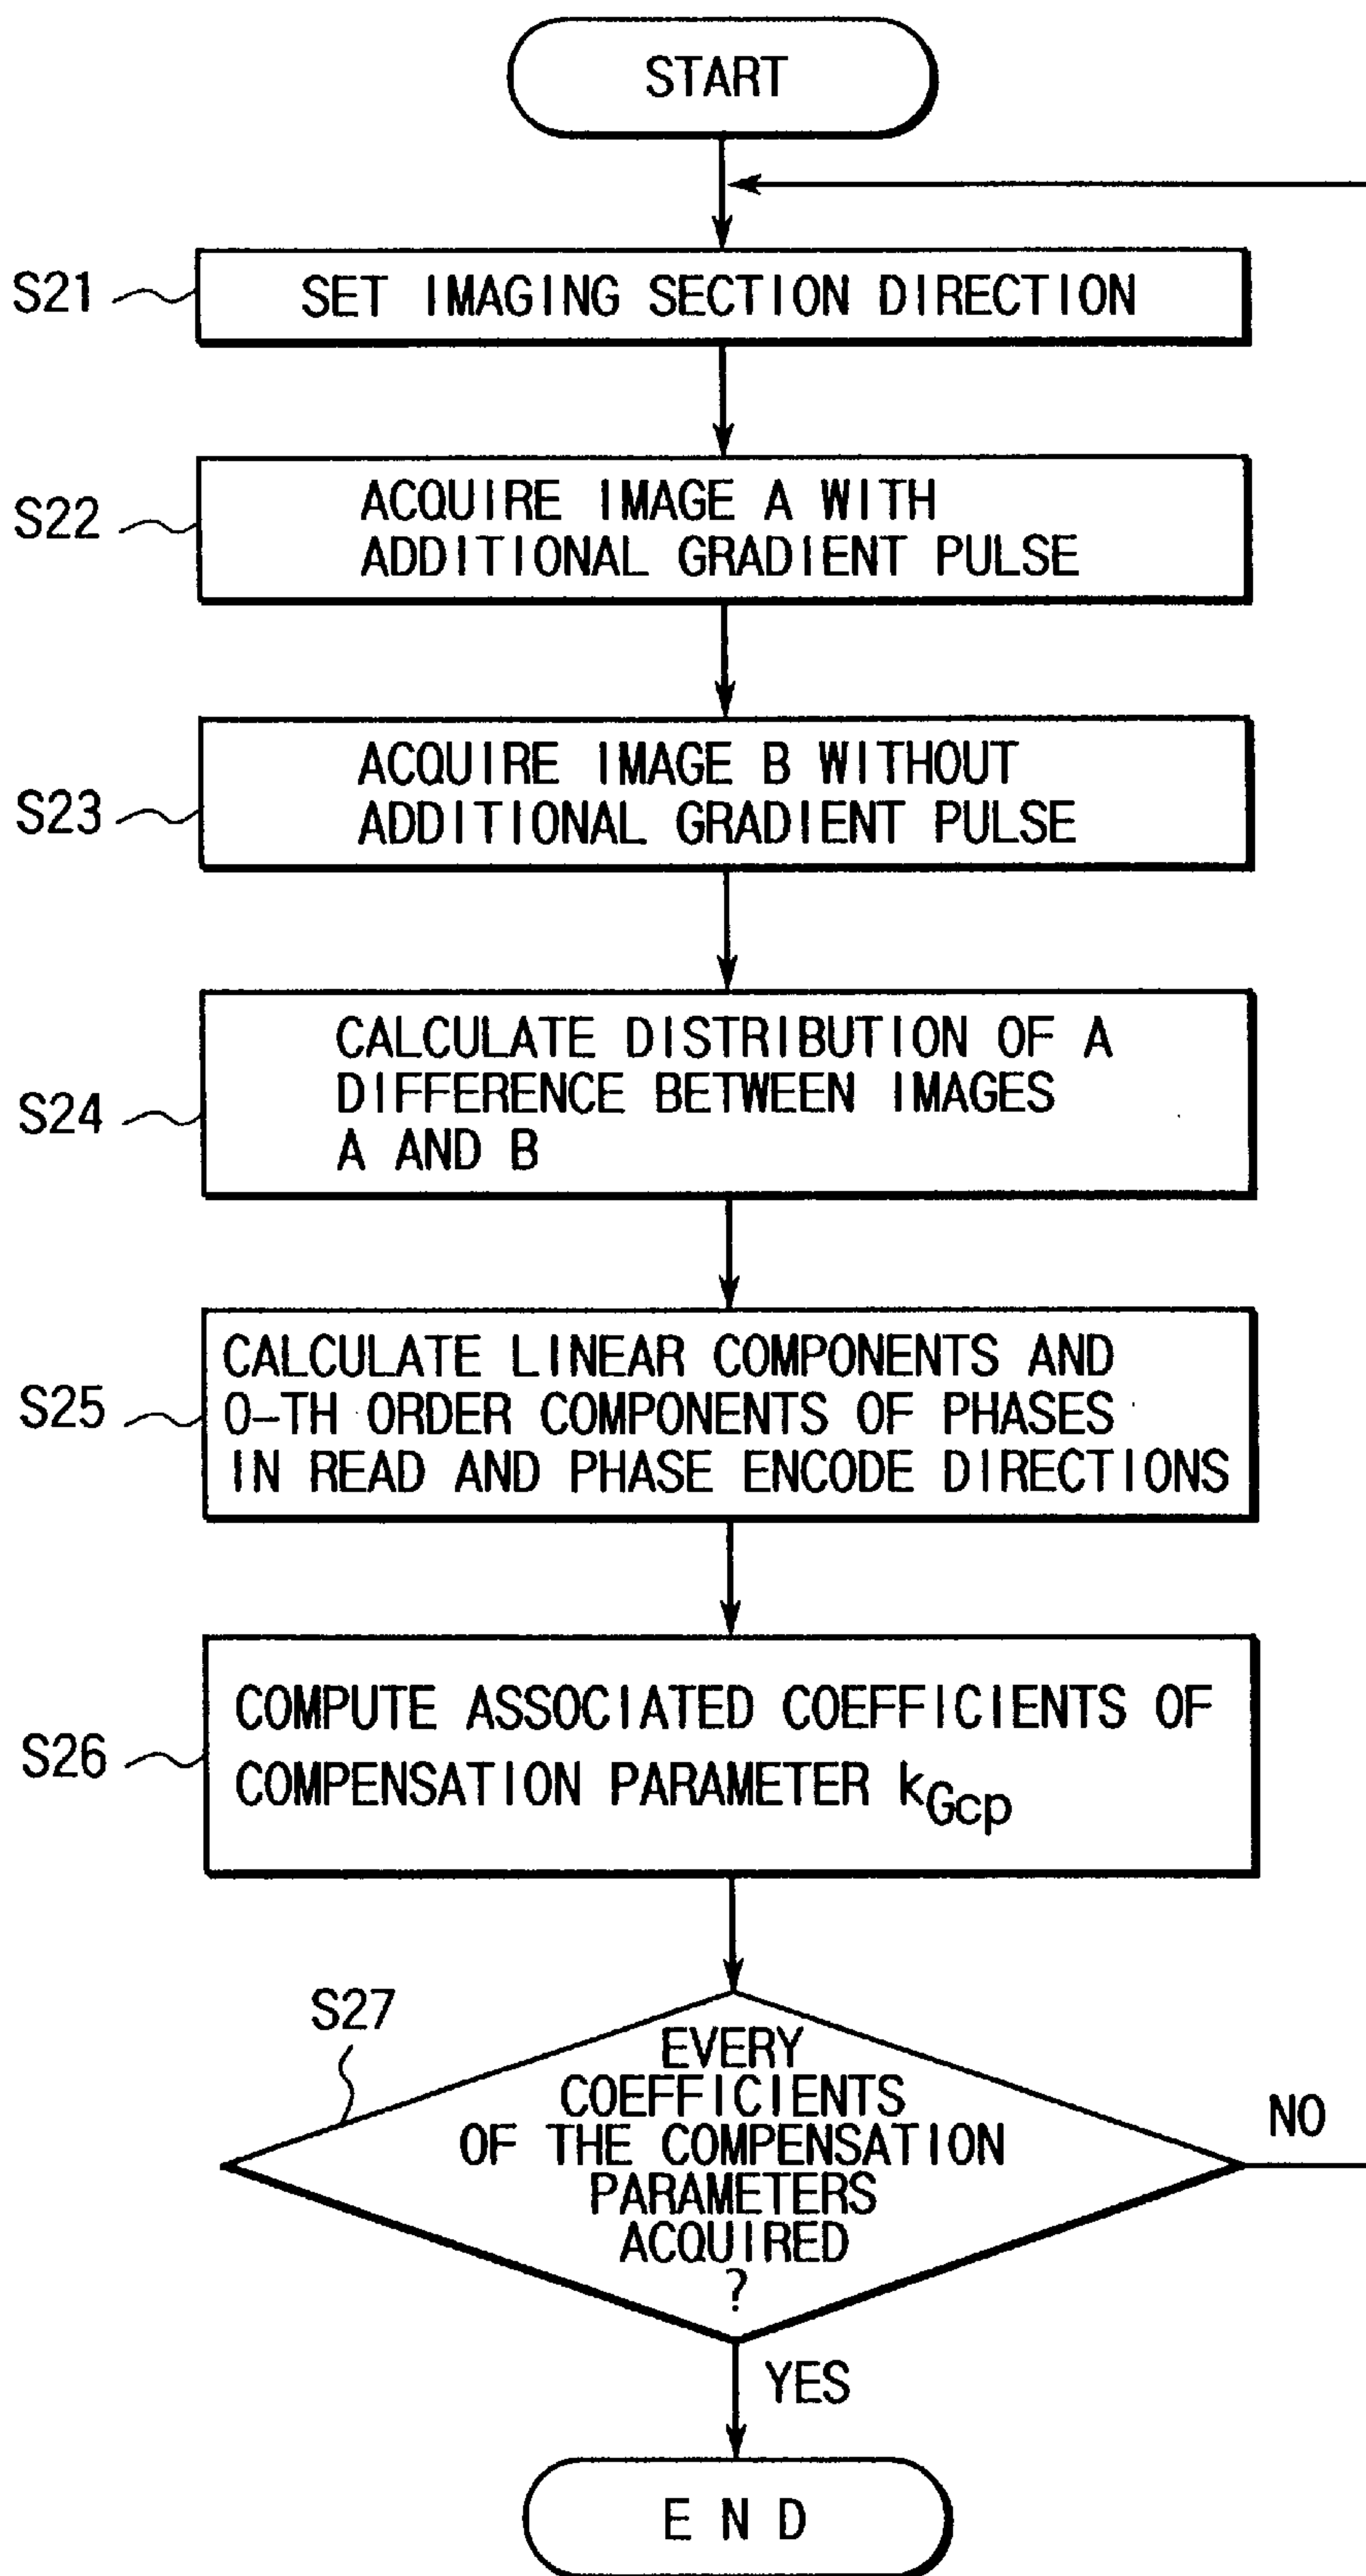 START
S21
SET IMAGING SECTION DIRECTION
S22
ACQUIRE IMAGE A WITH
ADDITIONAL GRADIENT PULSE
S23
ACQUIRE IMAGE B WITHOUT
ADDITIONAL GRADIENT PULSE
S24
CALCULATE DISTRIBUTION OF A
DIFFERENCE BETWEEN IMAGES
A AND B
S25
CALCULATE LINEAR COMPONENTS AND
0-TH ORDER COMPONENTS OF PHASES
IN READ AND PHASE ENCODE DIRECTIONS
S26
COMPUTE ASSOCIATED COEFFICIENTS OF
COMPENSATION PARAMETER kGcp
S27
EVERY
COEFFICIENTS
OF THE COMPENSATION
PARAMETERS
ACQUIRED
?
NO
YES
END